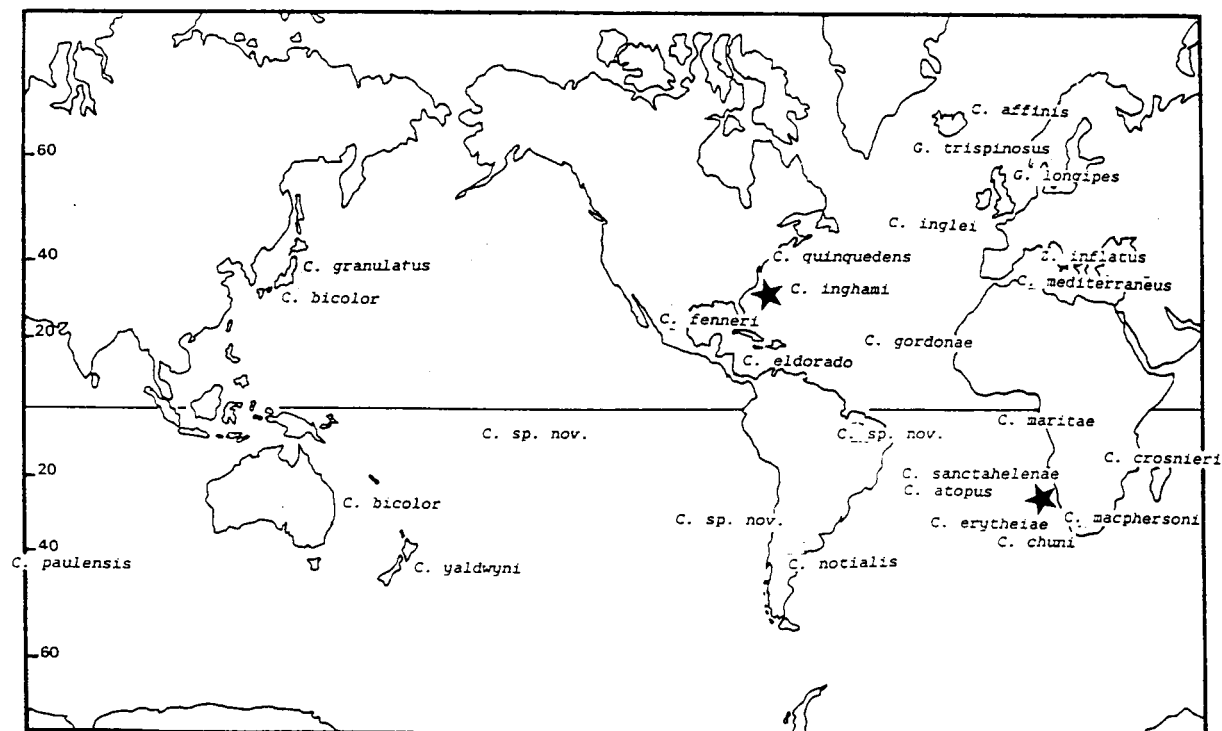 C. affinis
60
G. trispinosus
G. longipes
C. inglei
40
C. quinquedens
Z. inflatus
C. granulatus
C. mediterraneus
C. bicolor
C. inghami
C. fenneri
20
C. gordonae
C. eldorado
C. maritae
C. sp. nov.
C. sp. nov.
C. crosnieri
20
C. sanctahelenae
C. atopus
C. bicolor
C. sp. nov.
C. erytheiae
C. macphersoni
C. chuni
40
C. paulensis
C. yaldwyni
C. notialis
60